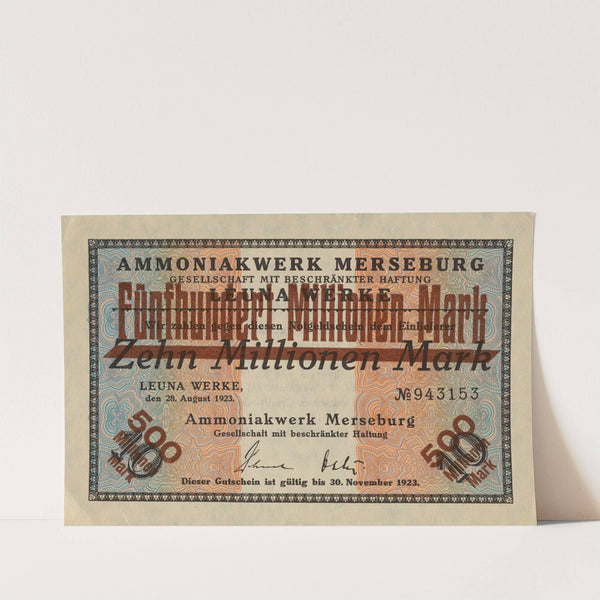 AMMONIAKWERK MERSEBURG
GESELLSCHAFT MIT BESCHRÄNKTER HAFTUNG
LEUNA WERKE
Fünfhundert Millionen Mark
Wir zahlen gegen diesen Notgeldschein dem Einlieferer
Zehn Millionen Mark
LEUNA WERKE,
den 28. August 1923.
№943153
Ammoniakwerk Merseburg
Gesellschaft mit beschränkter Haftung
500
Million
Mark
10
500
Million
Mark
10
Dieser Gutschein ist gültig bis 30. November 1923.